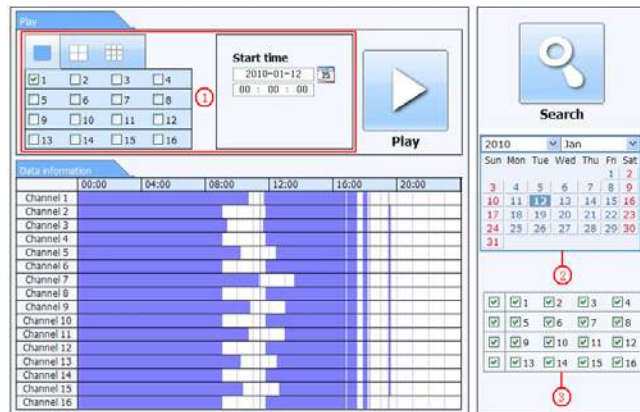 Play
Start time
2010-01-12
00 : 00 : 00
1 2 3 4
5 6 7 8
9 10 11 12
13 14 15 16
1
Play
Data information
00:00 04:00 08:00 12:00 16:00 20:00
Channel 1
Channel 2
Channel 3
Channel 4
Channel 5
Channel 6
Channel 7
Channel 8
Channel 9
Channel 10
Channel 11
Channel 12
Channel 13
Channel 14
Channel 15
Channel 16
Search
2010 Jan
Sun Mon Tue Wed Thu Fri Sat
1 2
3 4 5 6 7 8 9
10 11 12 13 14 15 16
17 18 19 20 21 22 23
24 25 26 27 28 29 30
31
2
1 2 3 4
5 6 7 8
9 10 11 12
13 14 15 16
3